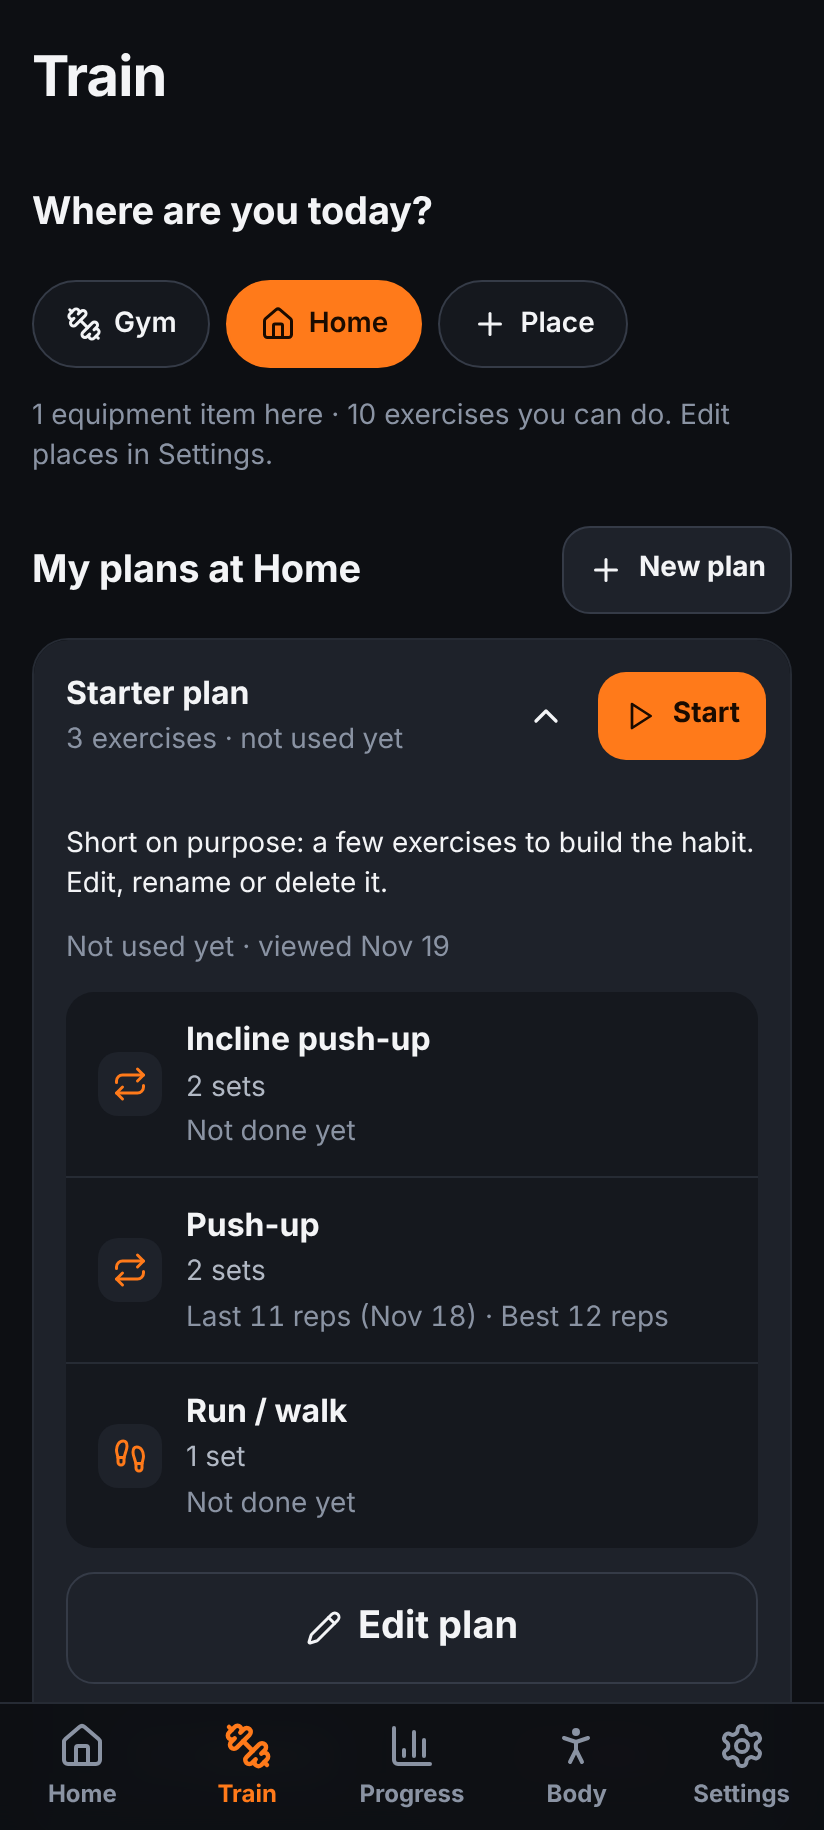 Train
Where are you today?
Gym
Home
Place
1 equipment item here · 10 exercises you can do. Edit
places in Settings.
My plans at Home
New plan
Starter plan
3 exercises · not used yet
Start
Short on purpose: a few exercises to build the habit.
Edit, rename or delete it.
Not used yet · viewed Nov 19
Incline push-up
2 sets
Not done yet
Push-up
2 sets
Last 11 reps (Nov 18) · Best 12 reps
Run / walk
1 set
Not done yet
Edit plan
Home
Train
Progress
Body
Settings